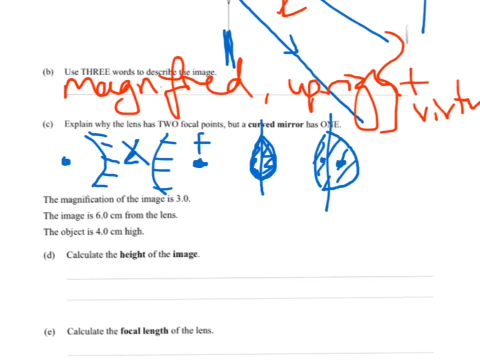 (b) Use THREE words to describe the image.
magnified, upright
virtu
(c) Explain why the lens has TWO focal points, but a curved mirror has ONE.
f
The magnification of the image is 3.0.
The image is 6.0 cm from the lens.
The object is 4.0 cm high.
(d) Calculate the height of the image.
(e) Calculate the focal length of the lens.